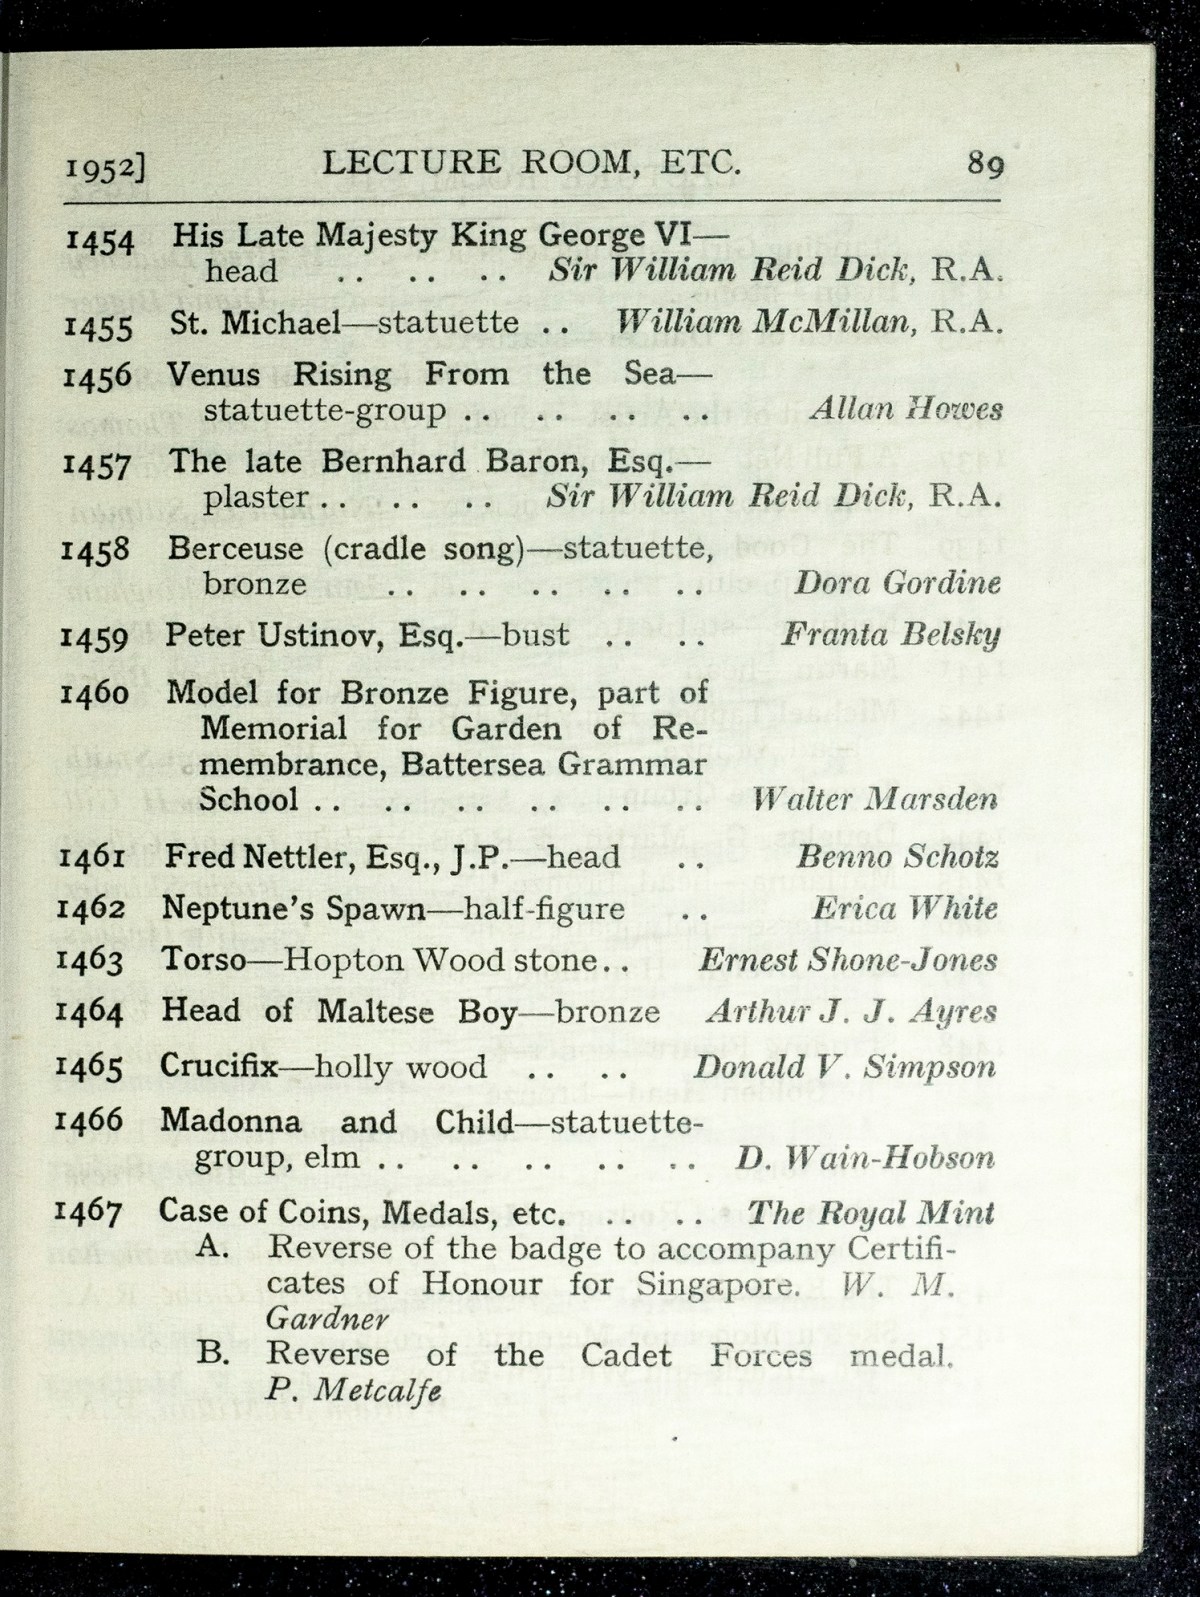 1952] LECTURE ROOM, ETC. 89
1454 His Late Majesty King George VI—
head .. .. .. Sir William Reid Dick, R.A.
1455 St. Michael—statuette .. William McMillan, R.A.
1456 Venus Rising From the Sea—
statuette-group .. .. .. .. Allan Howes
1457 The late Bernhard Baron, Esq.—
plaster .. .. .. Sir William Reid Dick, R.A.
1458 Berceuse (cradle song)—statuette,
bronze .. .. .. .. .. Dora Gordine
1459 Peter Ustinov, Esq.—bust .. .. Franta Belsky
1460 Model for Bronze Figure, part of
Memorial for Garden of Re-
membrance, Battersea Grammar
School .. .. .. .. .. .. Walter Marsden
1461 Fred Nettler, Esq., J.P.—head .. Benno Schotz
1462 Neptune's Spawn—half-figure .. Erica White
1463 Torso—Hopton Wood stone .. Ernest Shone-Jones
1464 Head of Maltese Boy—bronze Arthur J. J. Ayres
1465 Crucifix—holly wood .. .. Donald V. Simpson
1466 Madonna and Child—statuette-
group, elm .. .. .. .. .. D. Wain-Hobson
1467 Case of Coins, Medals, etc. .. .. The Royal Mint
A. Reverse of the badge to accompany Certifi-
cates of Honour for Singapore. W. M.
Gardner
B. Reverse of the Cadet Forces medal.
P. Metcalfe